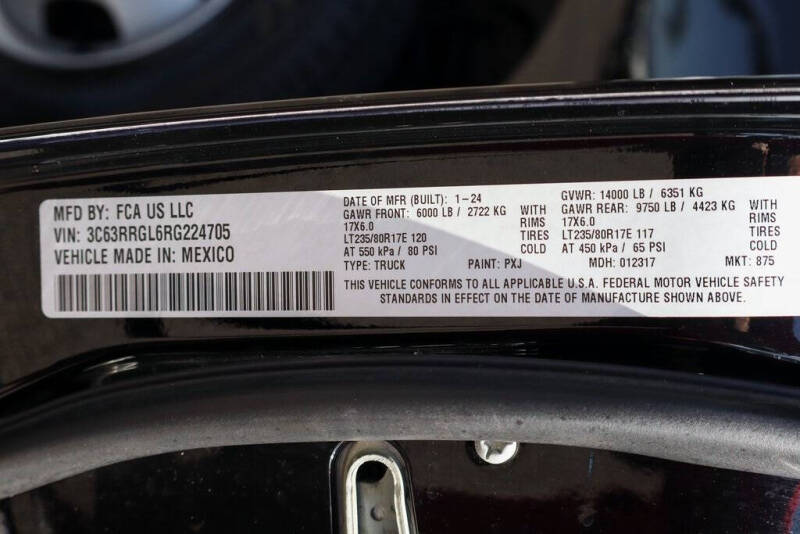 MFD BY: FCA US LLC
VIN: 3C63RRGL6RG224705
VEHICLE MADE IN: MEXICO
DATE OF MFR (BUILT): 1-24
GAWR FRONT: 6000 LB / 2722 KG WITH
17X6.0 RIMS
LT235/80R17E 120 TIRES
AT 550 kPa / 80 PSI COLD
TYPE: TRUCK PAINT: PXJ
GVWR: 14000 LB / 6351 KG
GAWR REAR: 9750 LB / 4423 KG WITH
17X6.0 RIMS
LT235/80R17E 117 TIRES
AT 450 kPa / 65 PSI COLD
MDH: 012317 MKT: 875
THIS VEHICLE CONFORMS TO ALL APPLICABLE U.S.A. FEDERAL MOTOR VEHICLE SAFETY
STANDARDS IN EFFECT ON THE DATE OF MANUFACTURE SHOWN ABOVE.